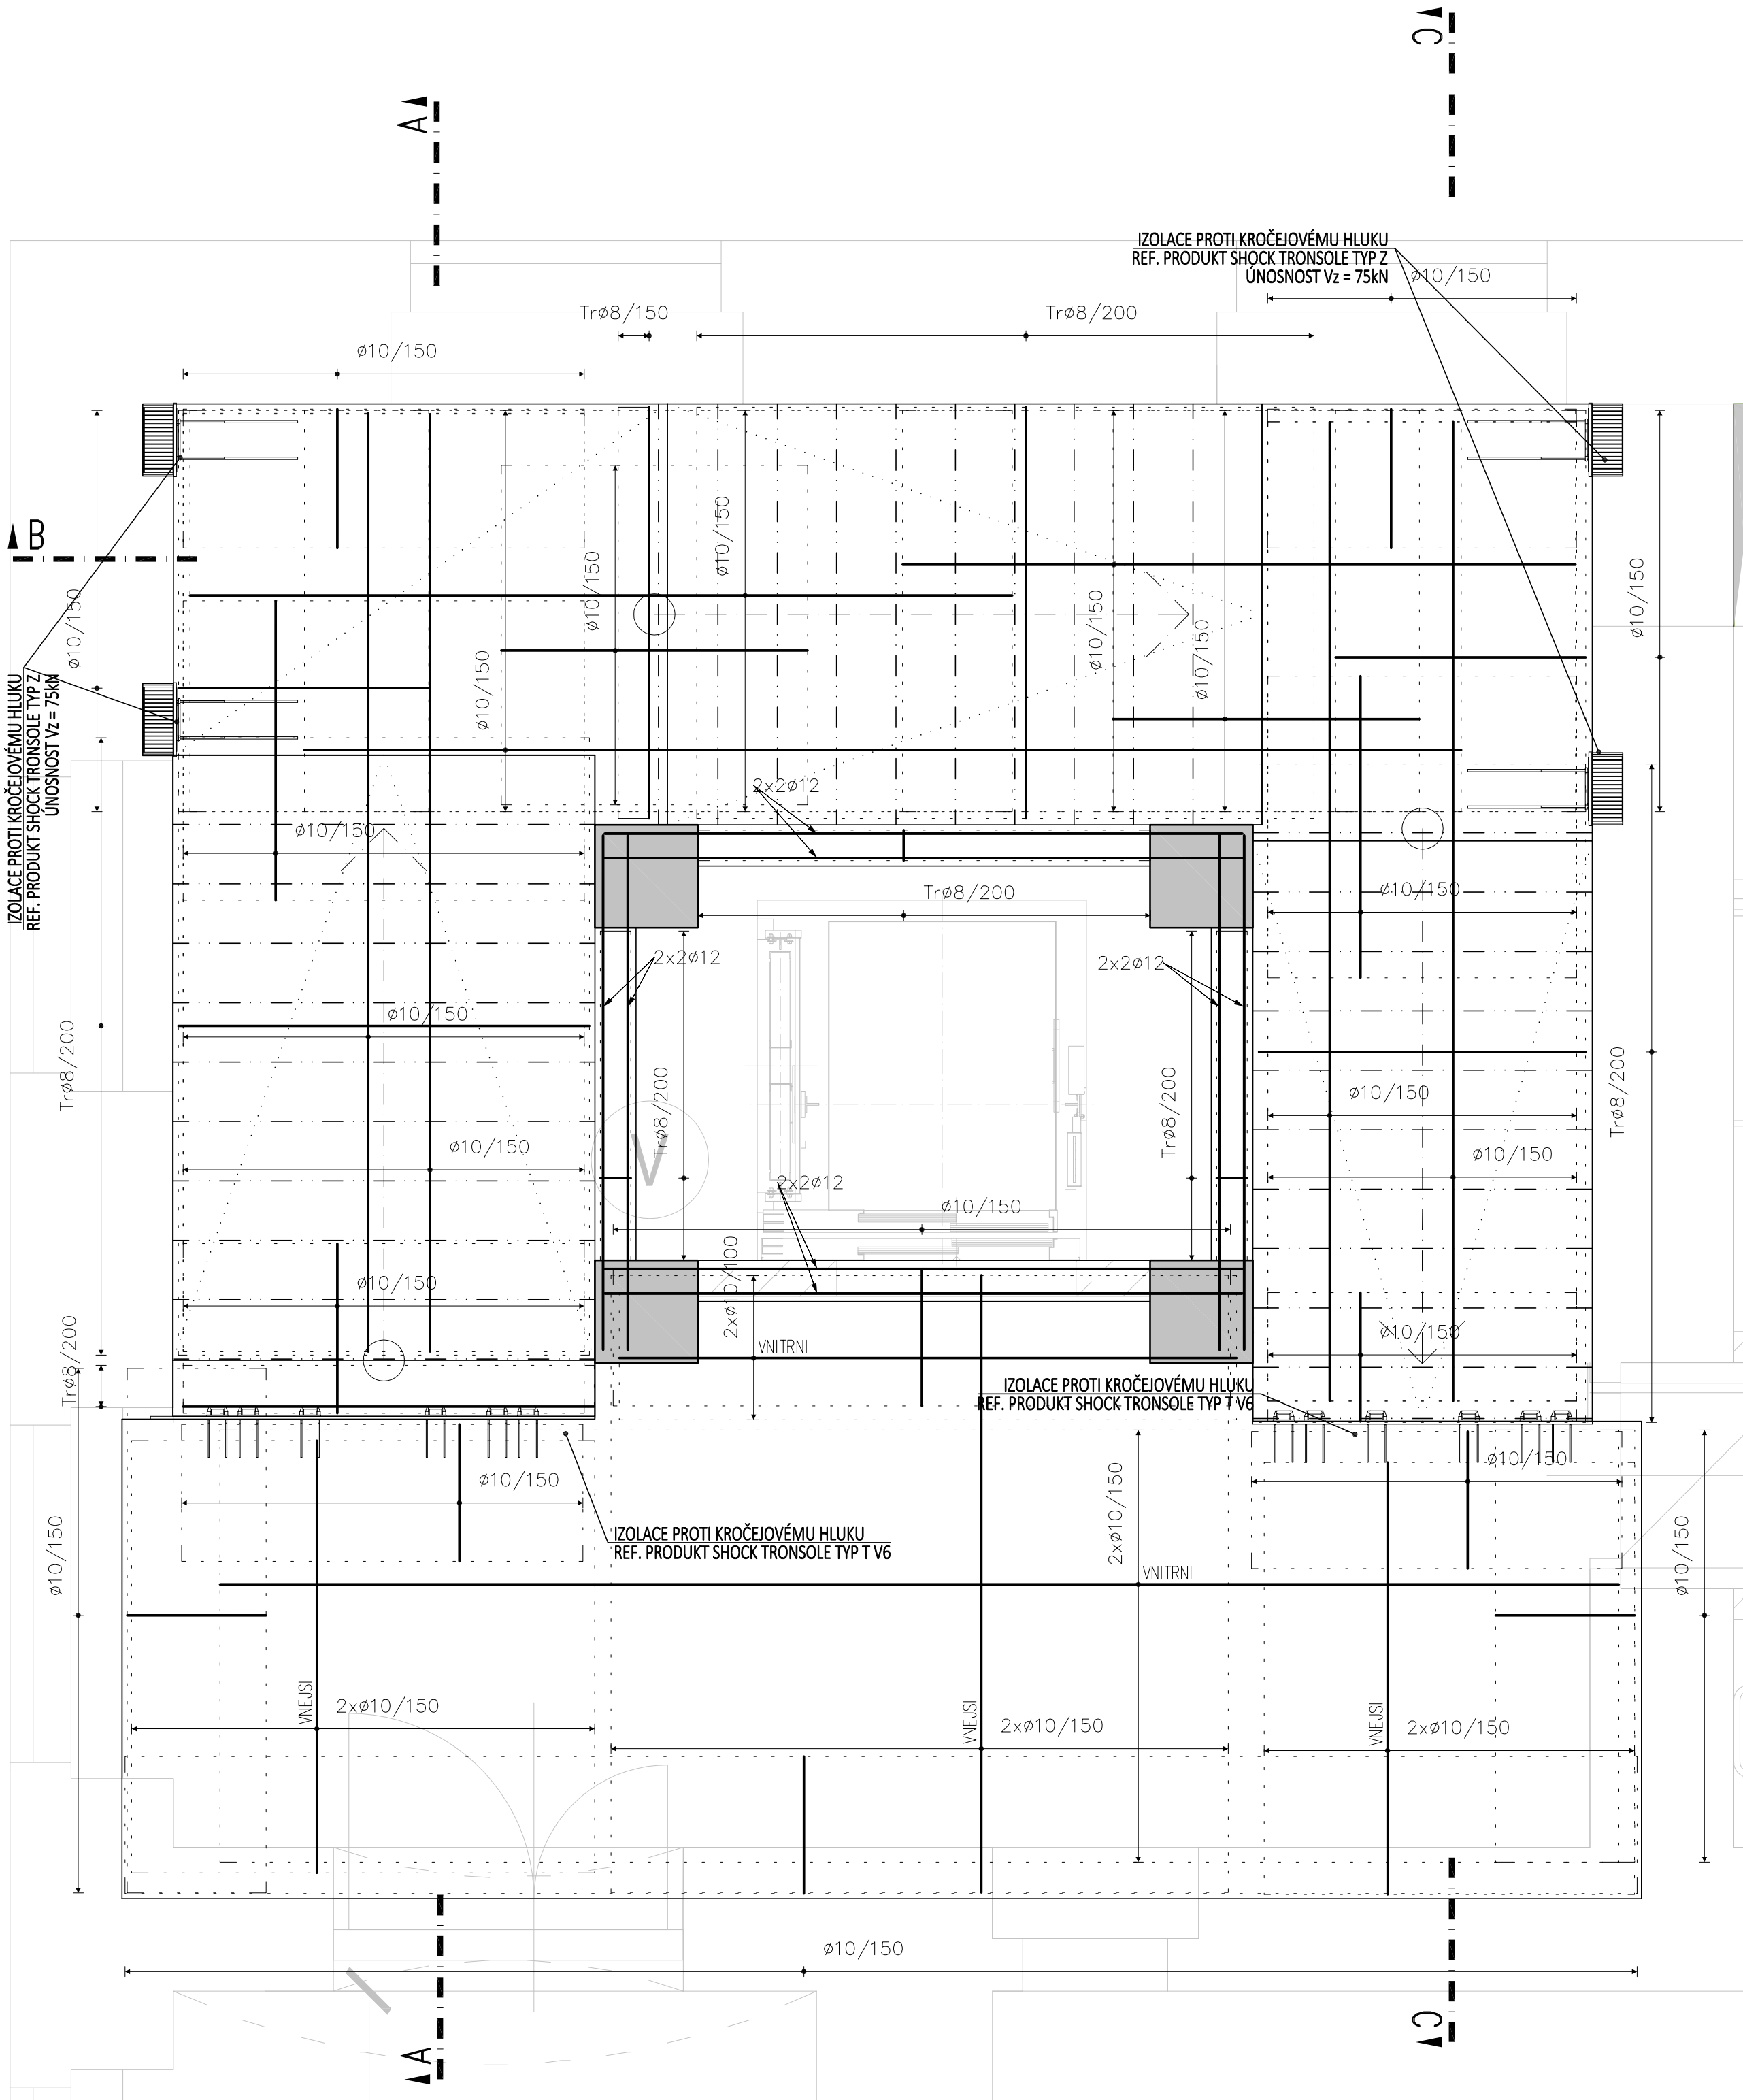 C
A
IZOLACE PROTI KROČEJOVÉMU HLUKU
REF. PRODUKT SHOCK TRONSOLE TYP Z
ÚNOSNOST Vz = 75kN
ø10/150
Trø8/150
Trø8/200
ø10/150
B
ø10/150
ø10/150
ø10/150
ø10/150
ø10/150
ø10/150
ø10/150
IZOLACE PROTI KROČEJOVÉMU HLUKU
REF. PRODUKT SHOCK TRONSOLE TYP Z
ÚNOSNOST Vz = 75kN
2x2ø12
ø10/150
Trø8/200
ø10/150
2x2ø12
2x2ø12
ø10/150
Trø8/200
Trø8/200
Trø8/200
Trø8/200
ø10/150
ø10/150
ø10/150
V
2x2ø12
ø10/150
ø10/150
2xø10/100
VNITRNI
ø10/150
Trø8/200
IZOLACE PROTI KROČEJOVÉMU HLUKU
REF. PRODUKT SHOCK TRONSOLE TYP T V6
ø10/150
ø10/150
2xø10/150
ø10/150
ø10/150
IZOLACE PROTI KROČEJOVÉMU HLUKU
REF. PRODUKT SHOCK TRONSOLE TYP T V6
VNITRNI
VNEJSI
2xø10/150
VNEJSI
2xø10/150
VNEJSI
2xø10/150
ø10/150
A
C